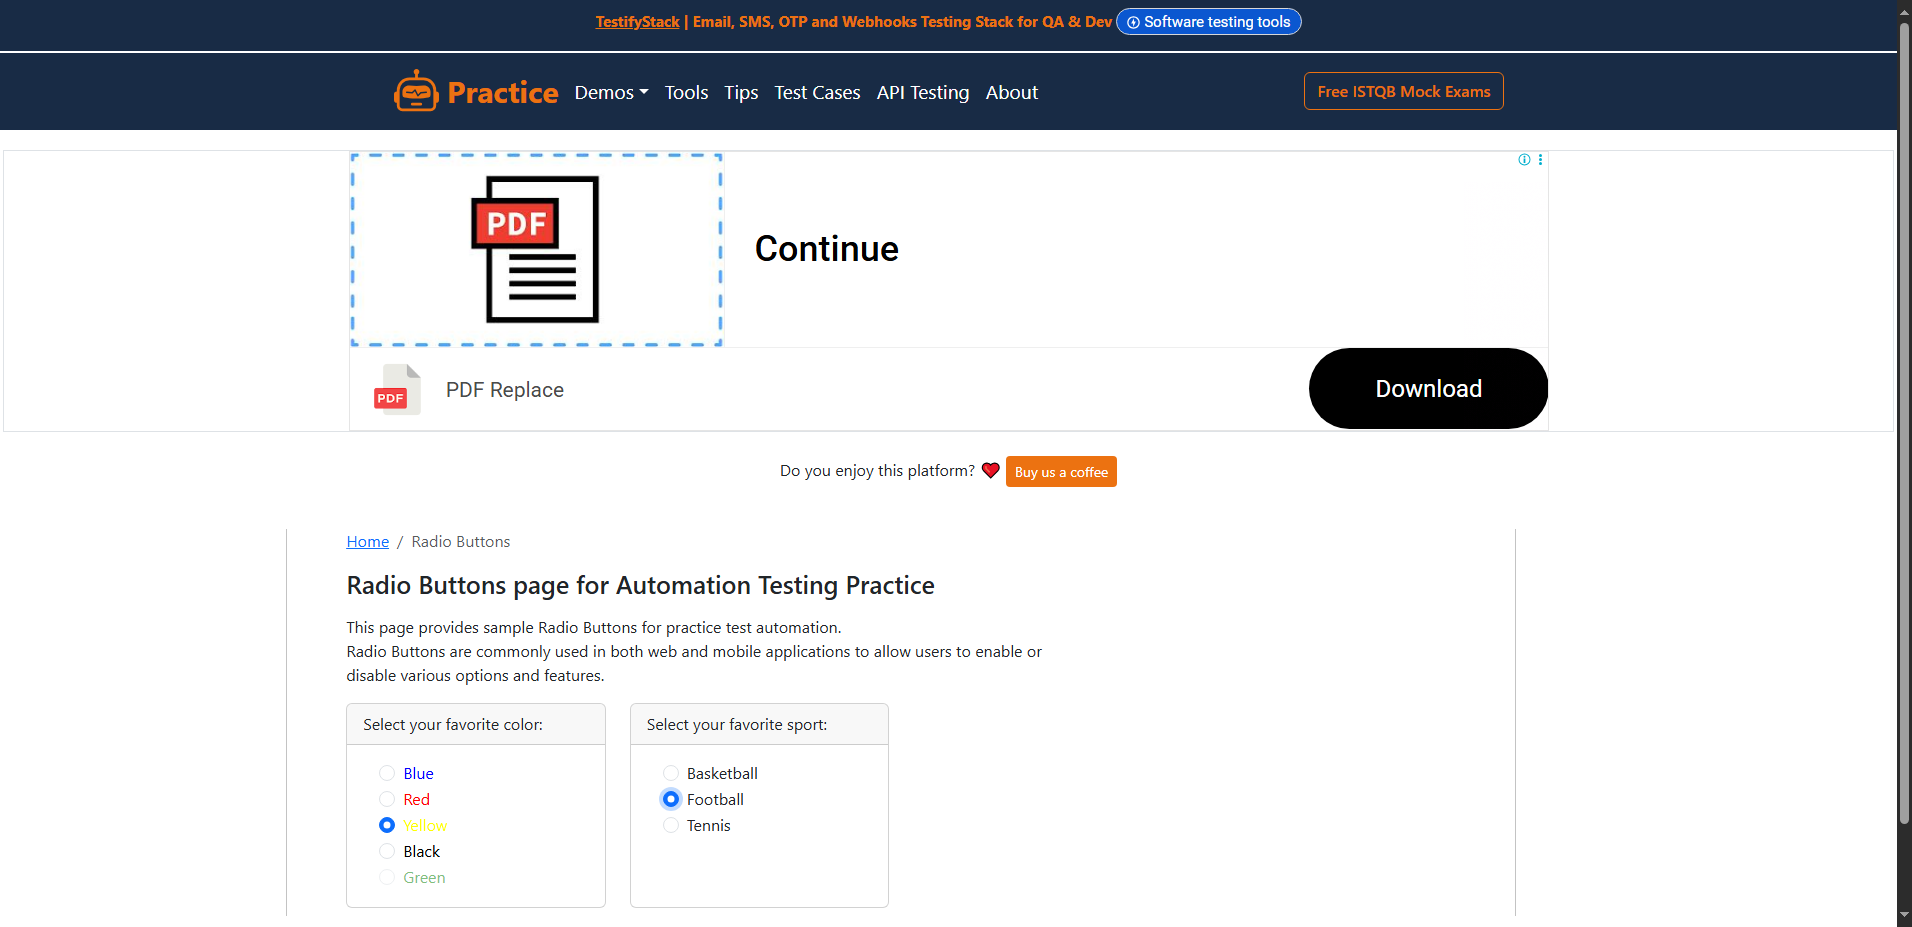 TestifyStack | Email, SMS, OTP and Webhooks Testing Stack for QA & Dev Software testing tools
Practice Demos Tools Tips Test Cases API Testing About Free ISTQB Mock Exams
PDF
Continue
PDF
PDF Replace
Download
Do you enjoy this platform? Buy us a coffee
Home / Radio Buttons
Radio Buttons page for Automation Testing Practice
This page provides sample Radio Buttons for practice test automation.
Radio Buttons are commonly used in both web and mobile applications to allow users to enable or
disable various options and features.
Select your favorite color:
Blue
Red
Yellow
Black
Green
Select your favorite sport:
Basketball
Football
Tennis